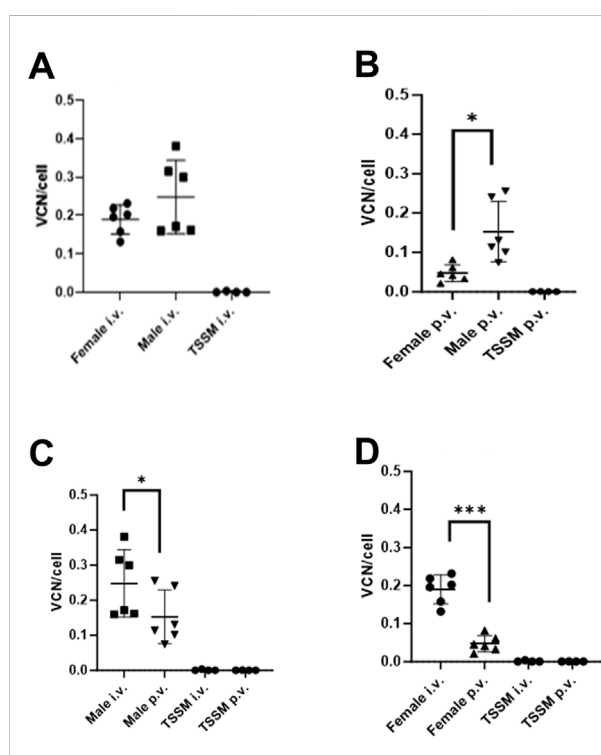 A
VCN/cell
0.5
0.4
0.3
0.2
0.1
0.0
Female i.v.
Male i.v.
TSSM i.v.
B
VCN/cell
0.5
0.4
0.3
0.2
0.1
0.0
*
Female p.v.
Male p.v.
TSSM p.v.
C
VCN/cell
0.5
0.4
0.3
0.2
0.1
0.0
*
Male i.v.
Male p.v.
TSSM i.v.
TSSM p.v.
D
VCN/cell
0.5
0.4
0.3
0.2
0.1
0.0
***
Female i.v.
Female p.v.
TSSM i.v.
TSSM p.v.